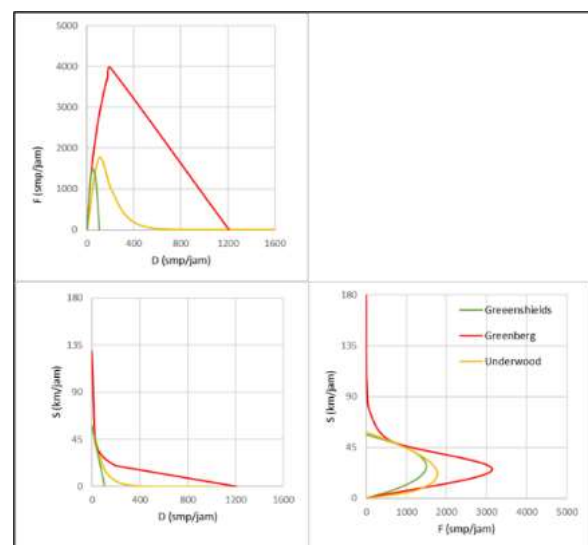 5000
4000
3000
2000
1000
0
F (smp/jam)
0 400 800 1200 1600
D (smp/jam)
180
135
90
45
0
S (km/jam)
0 400 800 1200 1600
D (smp/jam)
180
135
90
45
0
S (km/jam)
Greeenshields
Greenberg
Underwood
0 1000 2000 3000 4000 5000
F (smp/jam)